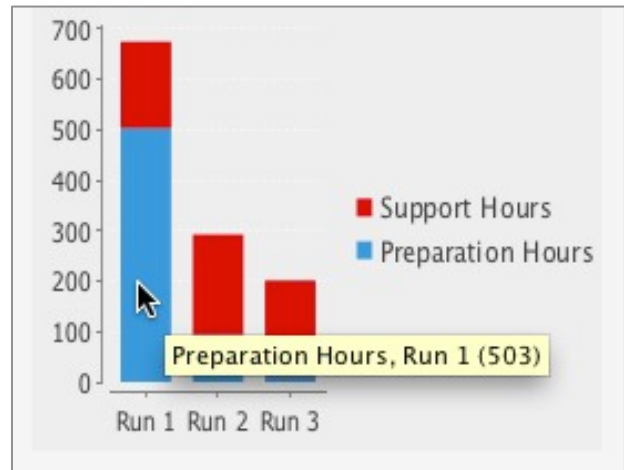 700
600
500
400
300
200
100
0
Support Hours
Preparation Hours
Preparation Hours, Run 1 (503)
Run 1 Run 2 Run 3